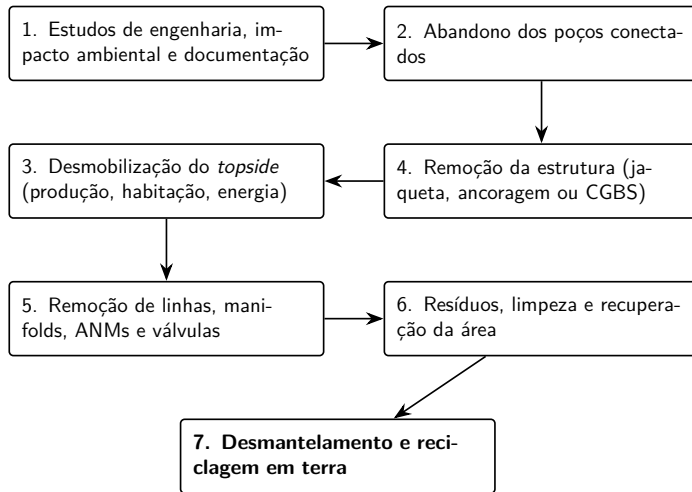 1. Estudos de engenharia, im-
pacto ambiental e documentação
2. Abandono dos poços conecta-
dos
3. Desmobilização do topside
(produção, habitação, energia)
4. Remoção da estrutura (ja-
queta, ancoragem ou CGBS)
5. Remoção de linhas, mani-
folds, ANMs e válvulas
6. Resíduos, limpeza e recupera-
ção da área
7. Desmantelamento e reci-
clagem em terra